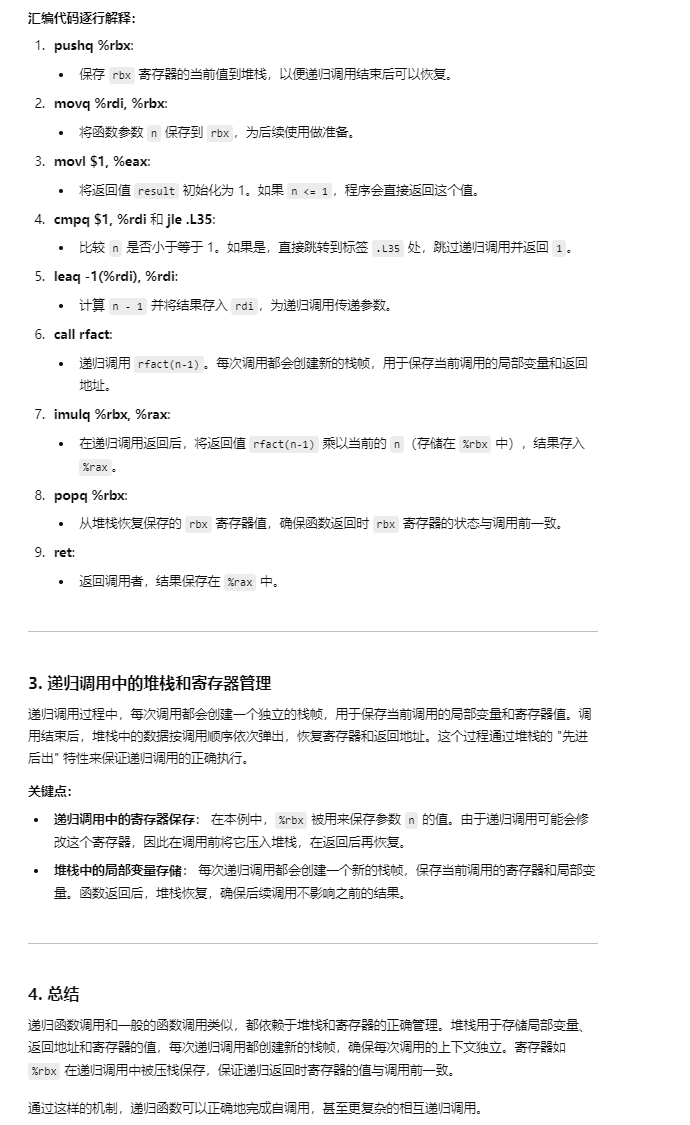 汇编代码逐行解释：
1. pushq %rbx:
• 保存 rbx 寄存器的当前值到堆栈，以便递归调用结束后可以恢复。
2. movq %rdi, %rbx:
• 将函数参数 n 保存到 rbx，为后续使用做准备。
3. movl $1, %eax:
• 将返回值 result 初始化为 1。如果 n <= 1，程序会直接返回这个值。
4. cmpq $1, %rdi 和 jle .L35:
• 比较 n 是否小于等于 1。如果是，直接跳转到标签 .L35 处，跳过递归调用并返回 1。
5. leaq -1(%rdi), %rdi:
• 计算 n - 1 并将结果存入 rdi，为递归调用传递参数。
6. call rfact:
• 递归调用 rfact(n-1)。每次调用都会创建新的栈帧，用于保存当前调用的局部变量和返回
地址。
7. imulq %rbx, %rax:
• 在递归调用返回后，将返回值 rfact(n-1) 乘以当前的 n（存储在 %rbx 中），结果存入
%rax。
8. popq %rbx:
• 从堆栈恢复保存的 rbx 寄存器值，确保函数返回时 rbx 寄存器的状态与调用前一致。
9. ret:
• 返回调用者，结果保存在 %rax 中。
3. 递归调用中的堆栈和寄存器管理
递归调用过程中，每次调用都会创建一个独立的栈帧，用于保存当前调用的局部变量和寄存器值。调
用结束后，堆栈中的数据按调用顺序依次弹出，恢复寄存器和返回地址。这个过程通过堆栈的 "先进
后出" 特性来保证递归调用的正确执行。
关键点：
• 递归调用中的寄存器保存： 在本例中，%rbx 被用来保存参数 n 的值。由于递归调用可能会修
改这个寄存器，因此在调用前将它压入堆栈，在返回后再恢复。
• 堆栈中的局部变量存储： 每次递归调用都会创建一个新的栈帧，保存当前调用的寄存器和局部变
量。函数返回后，堆栈恢复，确保后续调用不影响之前的结果。
4. 总结
递归函数调用和一般的函数调用类似，都依赖于堆栈和寄存器的正确管理。堆栈用于存储局部变量、
返回地址和寄存器的值，每次递归调用都创建新的栈帧，确保每次调用的上下文独立。寄存器如
%rbx 在递归调用中被压栈保存，保证递归返回时寄存器的值与调用前一致。
通过这样的机制，递归函数可以正确地完成自调用，甚至更复杂的相互递归调用。